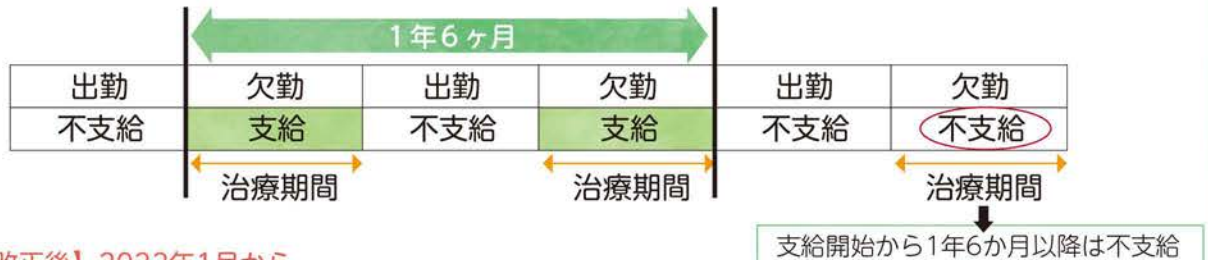 1年6ヶ月
出勤 欠勤 出勤 欠勤 出勤 欠勤
不支給 支給 不支給 支給 不支給 不支給
治療期間 治療期間 治療期間
支給開始から1年6か月以降は不支給
改正後】2022年1月から